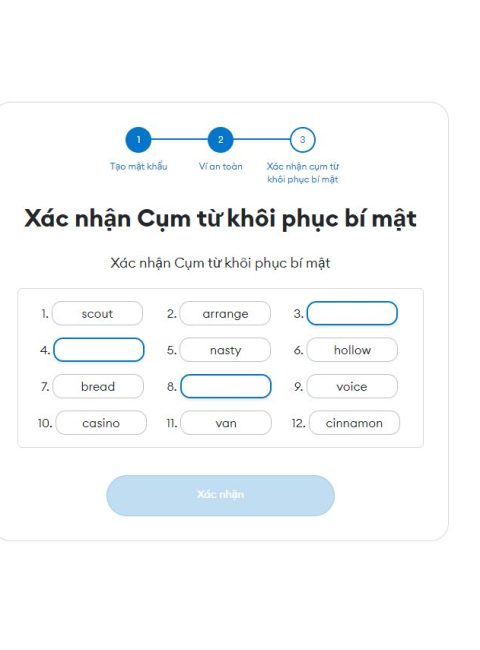 1
2
3
Tạo mật khẩu
Ví an toàn
Xác nhận cụm từ
khôi phục bí mật
Xác nhận Cụm từ khôi phục bí mật
Xác nhận Cụm từ khôi phục bí mật
1. scout 2. arrange 3.
4. 5. nasty 6. hollow
7. bread 8. 9. voice
10. casino 11. van 12. cinnamon
Xác nhận